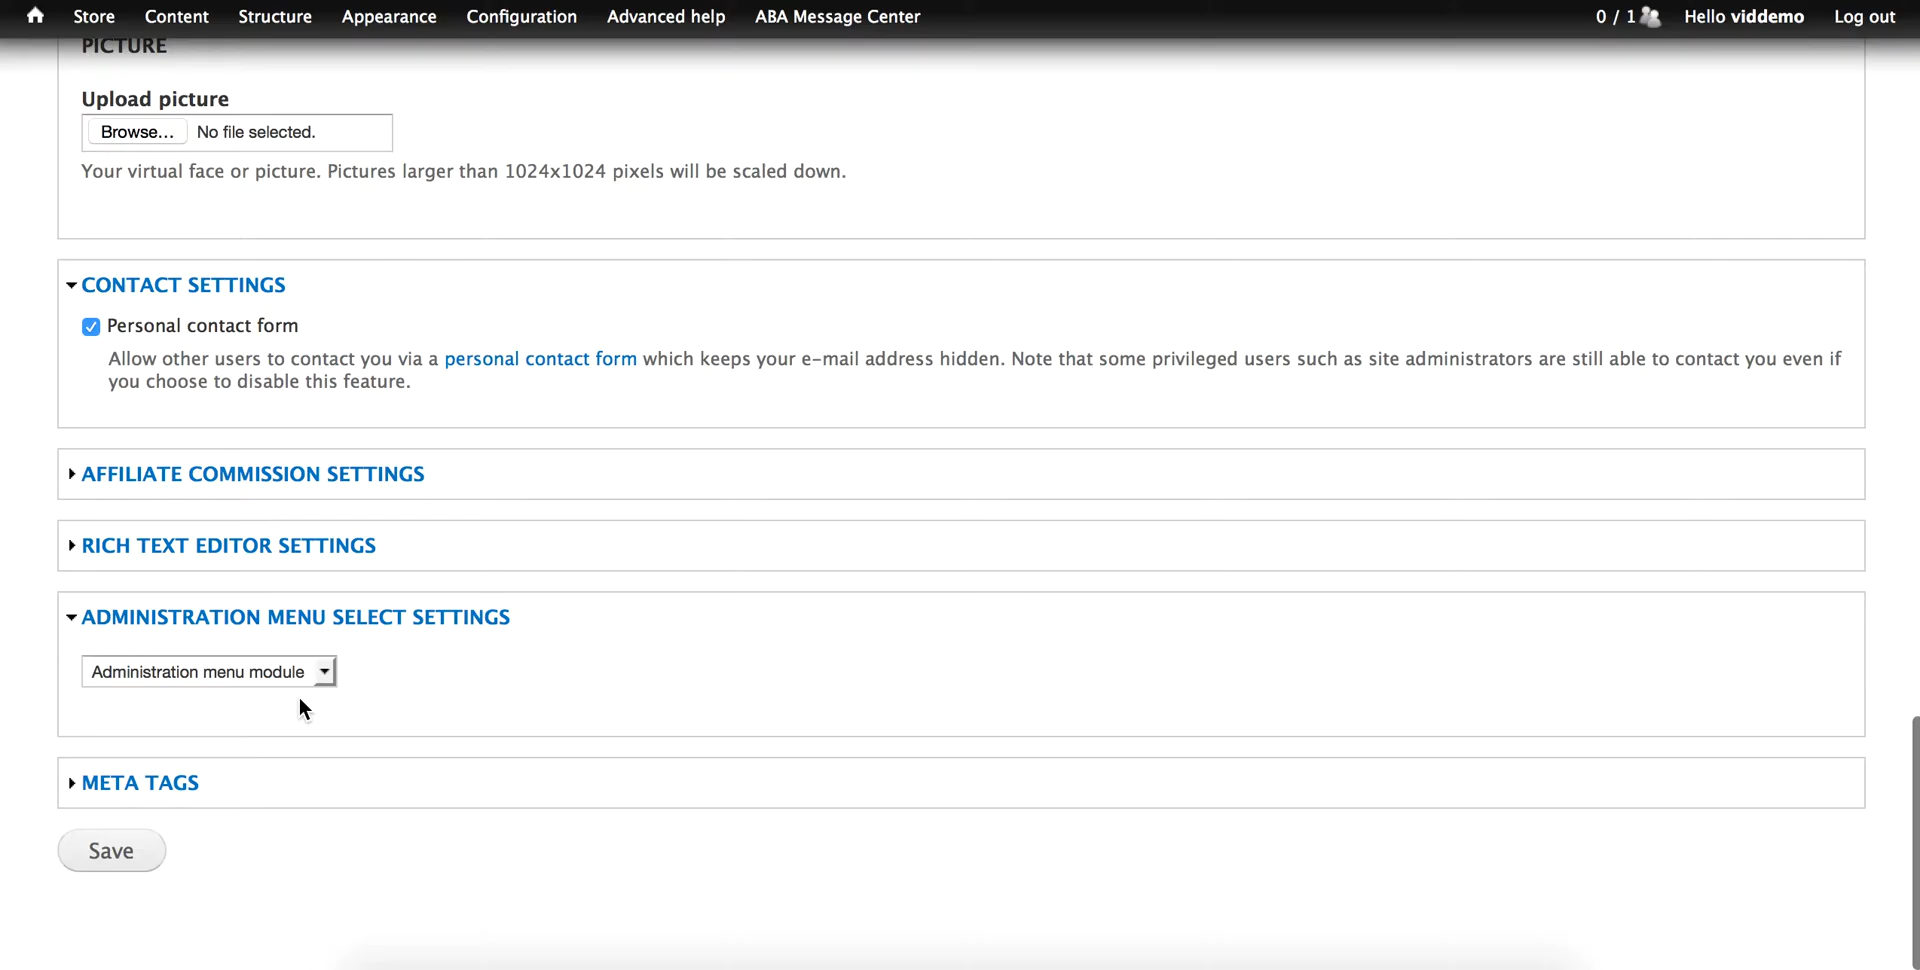 Store Content Structure Appearance Configuration Advanced help ABA Message Center 0 / 1 Hello viddemo Log out
PICTURE
Upload picture
Browse... No file selected.
Your virtual face or picture. Pictures larger than 1024x1024 pixels will be scaled down.
CONTACT SETTINGS
Personal contact form
Allow other users to contact you via a personal contact form which keeps your e-mail address hidden. Note that some privileged users such as site administrators are still able to contact you even if
you choose to disable this feature.
AFFILIATE COMMISSION SETTINGS
RICH TEXT EDITOR SETTINGS
ADMINISTRATION MENU SELECT SETTINGS
Administration menu module
META TAGS
Save